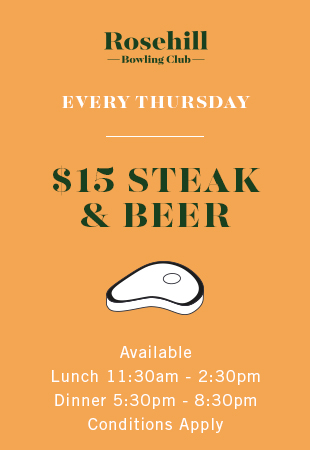 Rosehill
Bowling Club
EVERY THURSDAY
$15 STEAK
& BEER
Available
Lunch 11:30am - 2:30pm
Dinner 5:30pm - 8:30pm
Conditions Apply